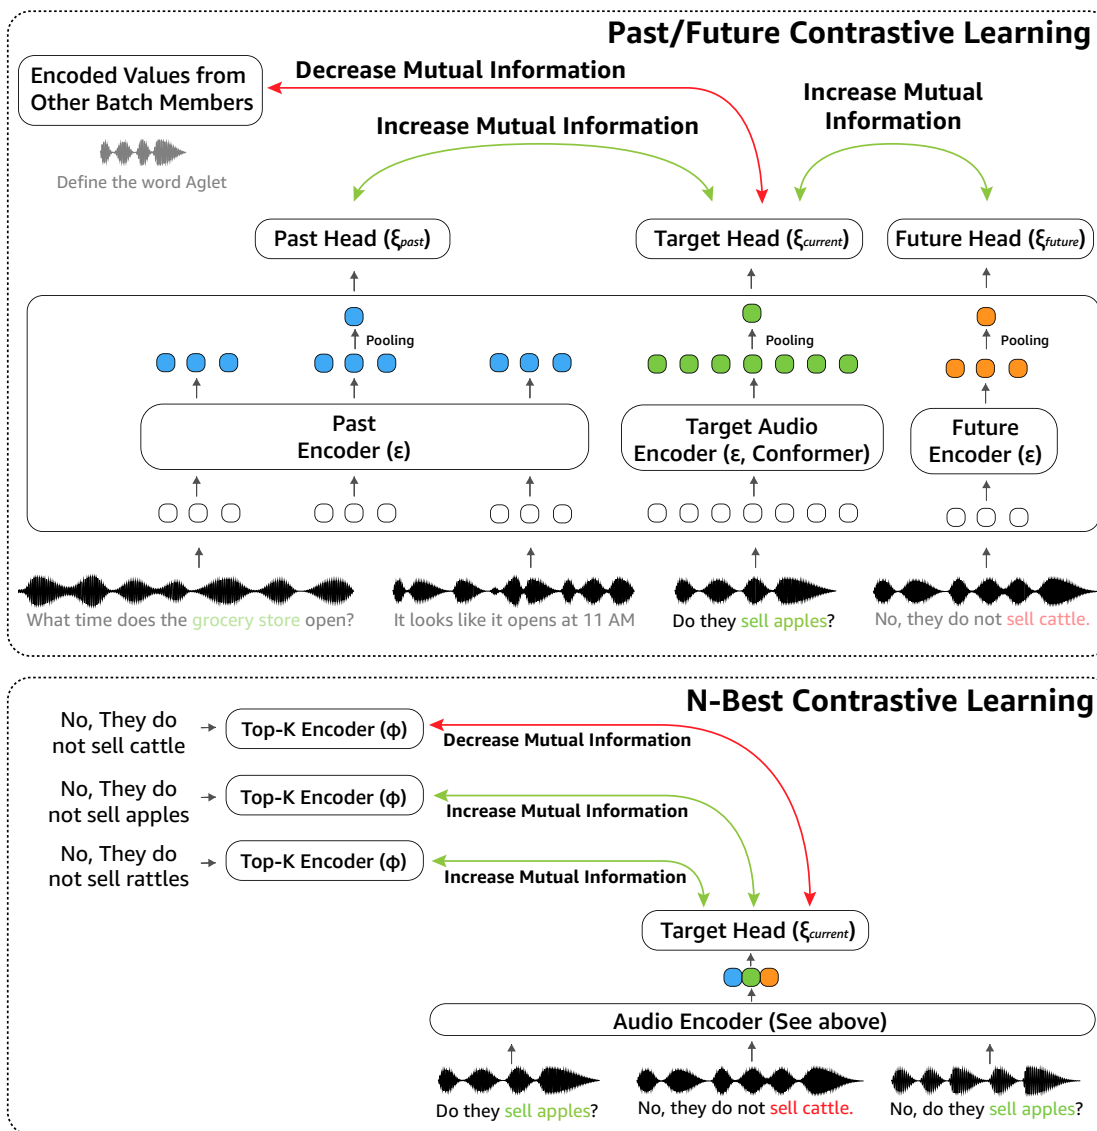 Past/Future Contrastive Learning
Encoded Values from
Other Batch Members
Decrease Mutual Information
Increase Mutual Information
Increase Mutual
Information
Define the word Aglet
Past Head (ξpast)
Target Head (ξcurrent)
Future Head (ξfuture)
Pooling
Pooling
Pooling
Past
Encoder (ε)
Target Audio
Encoder (ε, Conformer)
Future
Encoder (ε)
What time does the grocery store open?
It looks like it opens at 11 AM
Do they sell apples?
No, they do not sell cattle.
N-Best Contrastive Learning
No, They do
not sell cattle
Top-K Encoder (ϕ)
Decrease Mutual Information
No, They do
not sell apples
Top-K Encoder (ϕ)
Increase Mutual Information
No, They do
not sell rattles
Top-K Encoder (ϕ)
Increase Mutual Information
Target Head (ξcurrent)
Audio Encoder (See above)
Do they sell apples?
No, they do not sell cattle.
No, do they sell apples?